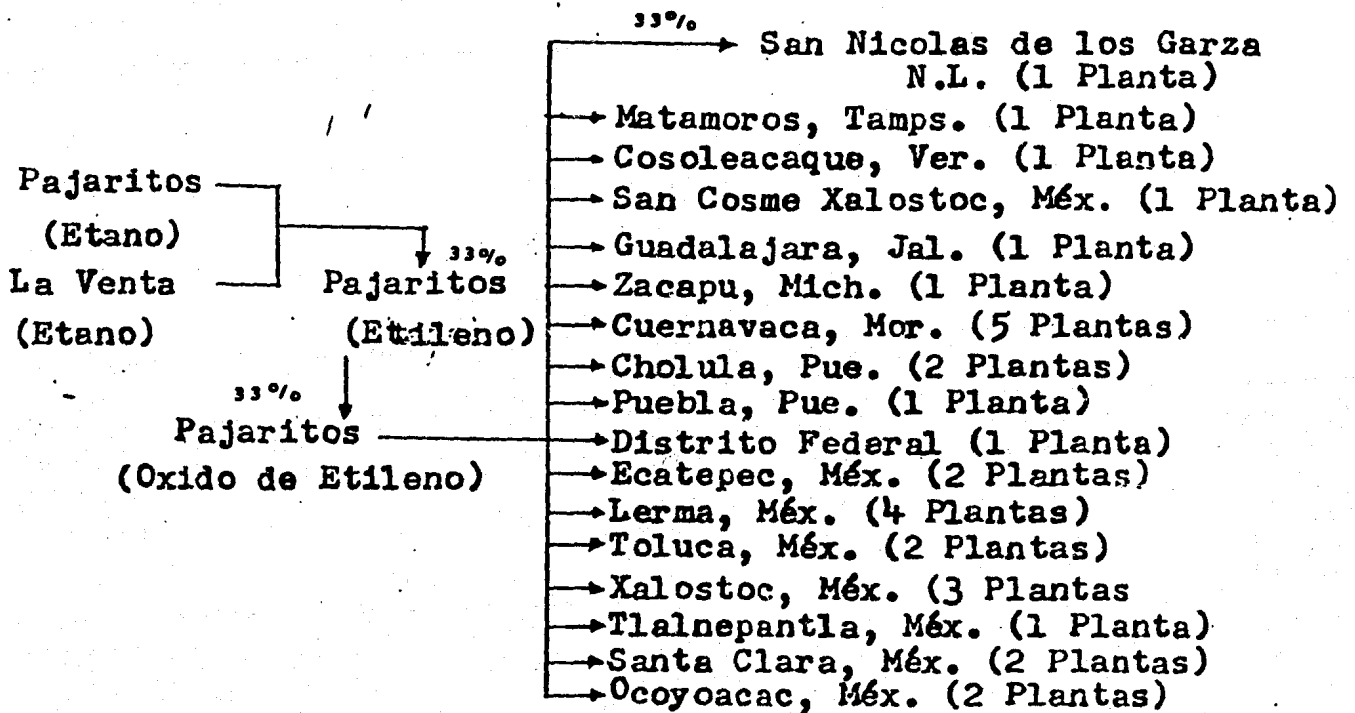 33%
San Nicolas de los Garza
N.L. (1 Planta)
Matamoros, Tamps. (1 Planta)
Cosoleacaque, Ver. (1 Planta)
San Cosme Xalostoc, Méx. (1 Planta)
Guadalajara, Jal. (1 Planta)
Zacapu, Mich. (1 Planta)
Cuernavaca, Mor. (5 Plantas)
Cholula, Pue. (2 Plantas)
Puebla, Pue. (1 Planta)
Distrito Federal (1 Planta)
Ecatepec, Méx. (2 Plantas)
Lerma, Méx. (4 Plantas)
Toluca, Méx. (2 Plantas)
Xalostoc, Méx. (3 Plantas
Tlalnepantla, Méx. (1 Planta)
Santa Clara, Méx. (2 Plantas)
Ocoyoacac, Méx. (2 Plantas)
Pajaritos
(Etano)
La Venta
(Etano)
33%
Pajaritos
(Etileno)
33%
Pajaritos
(Oxido de Etileno)